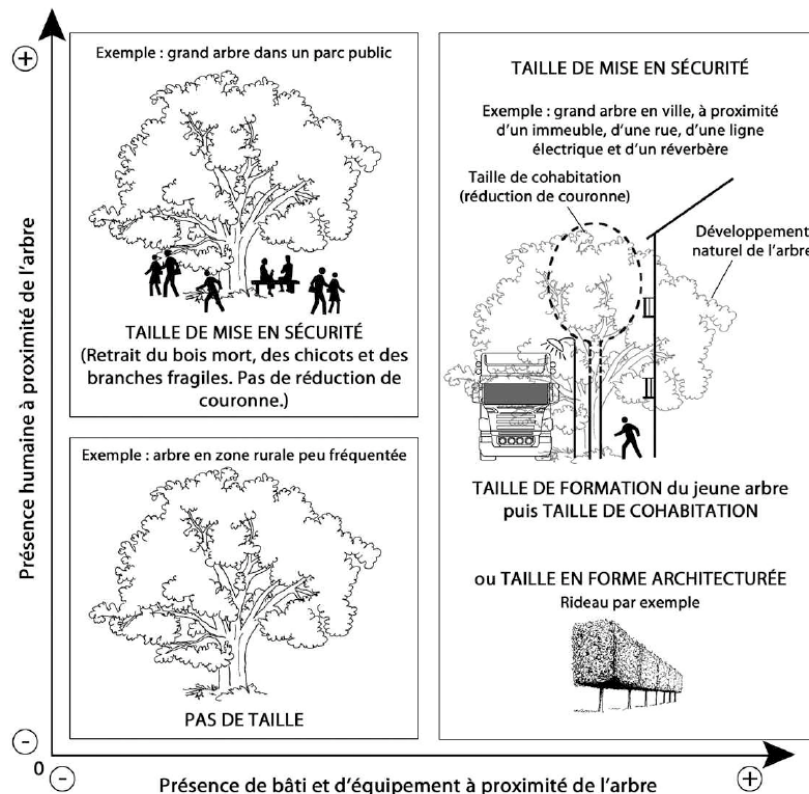 Exemple : grand arbre dans un parc public
TAILLE DE MISE EN SÉCURITÉ
(Retrait du bois mort, des chicots et des
branches fragiles. Pas de réduction de
couronne.)
Exemple : arbre en zone rurale peu fréquentée
PAS DE TAILLE
TAILLE DE MISE EN SÉCURITÉ
Exemple : grand arbre en ville, à proximité
d'un immeuble, d'une rue, d'une ligne
électrique et d'un réverbère
Taille de cohabitation
(réduction de couronne)
Développement
naturel de l'arbre
TAILLE DE FORMATION du jeune arbre
puis TAILLE DE COHABITATION
ou TAILLE EN FORME ARCHITECTURÉE
Rideau par exemple
Présence humaine à proximité de l'arbre
+
-
0
-
Présence de bâti et d'équipement à proximité de l'arbre
+